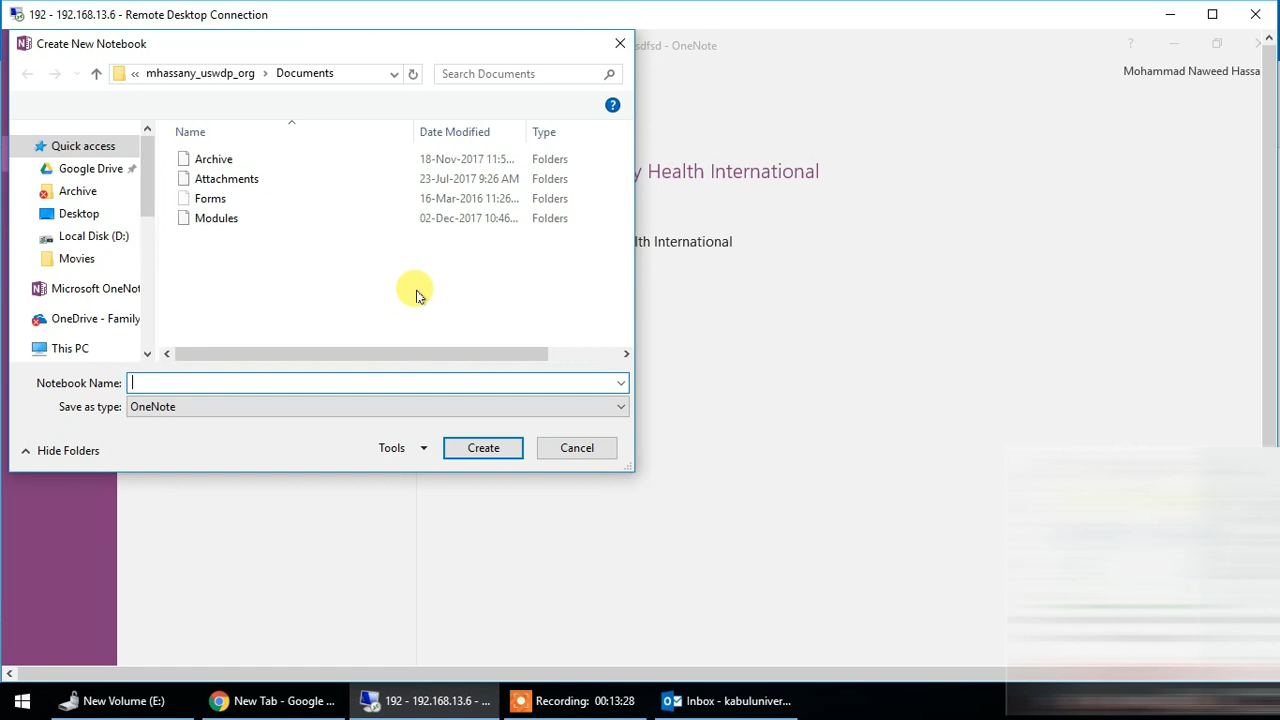 192 - 192.168.13.6 - Remote Desktop Connection
Create New Notebook
sdfsd - OneNote
?
mhassany_uswdp_org > Documents
Search Documents
Mohammad Naweed Hassa
?
Name
Date Modified
Type
Quick access
Google Drive
Archive
Desktop
Local Disk (D:)
Movies
Microsoft OneNot
OneDrive - Family
This PC
Archive 18-Nov-2017 11:5... Folders
Attachments 23-Jul-2017 9:26 AM Folders
Forms 16-Mar-2016 11:26... Folders
Modules 02-Dec-2017 10:46... Folders
y Health International
lth International
Notebook Name:
Save as type: OneNote
Hide Folders
Tools
Create
Cancel
New Volume (E:)
New Tab - Google ...
192 - 192.168.13.6 - ...
Recording: 00:13:28
Inbox - kabuluniver...